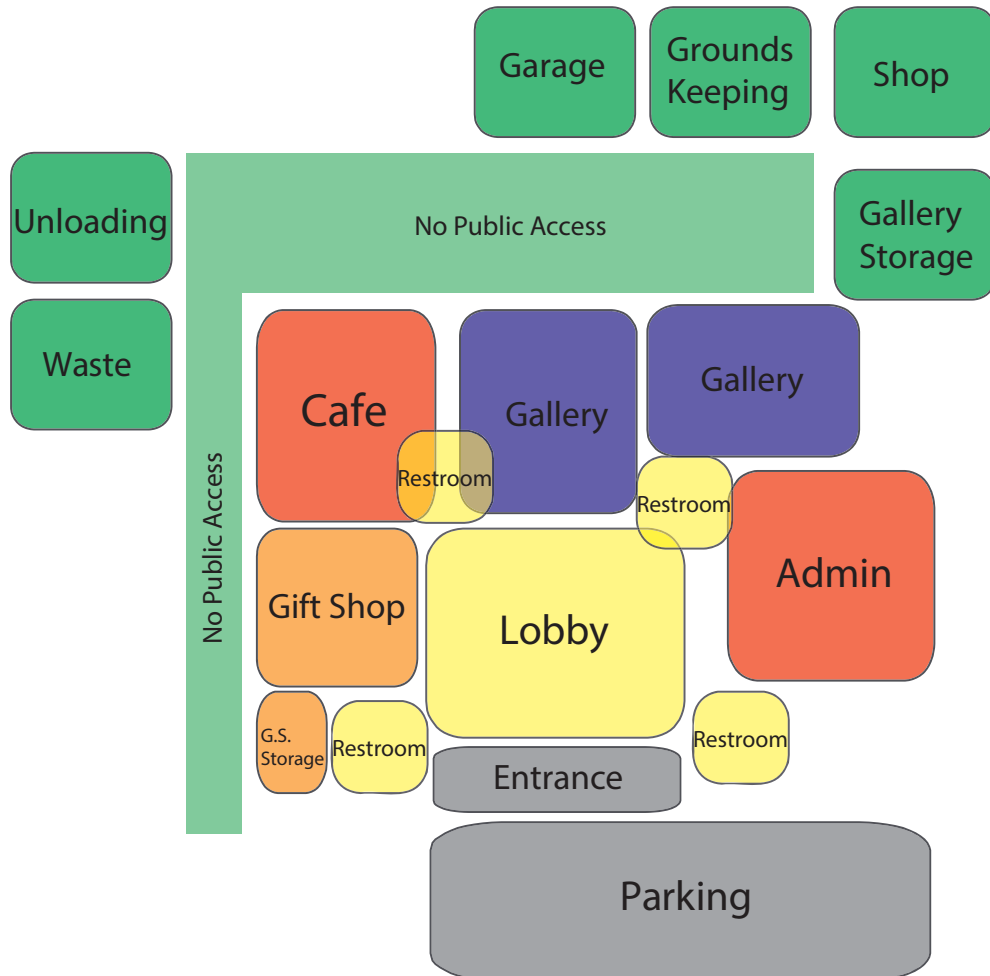 Garage
Grounds
Keeping
Shop
Unloading
No Public Access
Gallery
Storage
Waste
Cafe
Gallery
Gallery
Restroom
Restroom
No Public Access
Gift Shop
Lobby
Admin
G.S.
Storage
Restroom
Restroom
Entrance
Parking